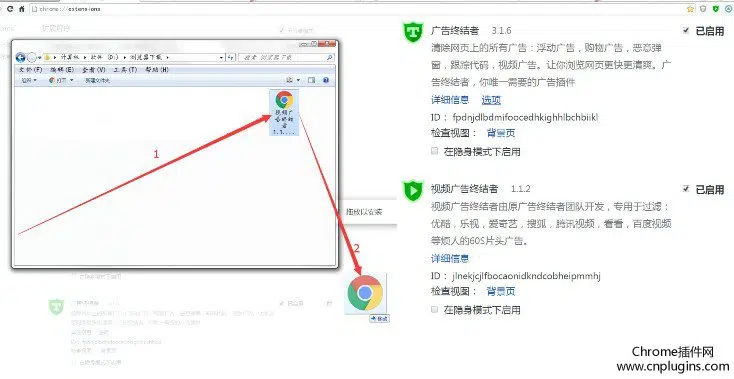 chrome://extensions
计算机 ▸ 软件 (D:) ▸ 浏览器下载
搜索 浏览器下载
文件(F) 编辑(E) 查看(V) 工具(T) 帮助(H)
打开
新建文件夹
视频广
告终结
者
1.1....
1
拖放以安装
2
移动
广告终结者 3.1.6
已启用
清除网页上的所有广告：浮动广告，购物广告，恶意弹
窗，跟踪代码，视频广告。让你浏览网页更快更清爽。广
告终结者，你唯一需要的广告插件
详细信息 选项
ID： fpdnjdlbdmifoocedhkighhlbchbiikl
检查视图： 背景页
在隐身模式下启用
视频广告终结者 1.1.2
已启用
视频广告终结者由原广告终结者团队开发，专用于过滤：
优酷，乐视，爱奇艺，搜狐，腾讯视频，看看，百度视频
等烦人的60S片头广告。
详细信息
ID： jlnekjcjlfbocaonidkndcobheipmmhj
检查视图： 背景页
在隐身模式下启用
Chrome插件网
www.cnplugins.com